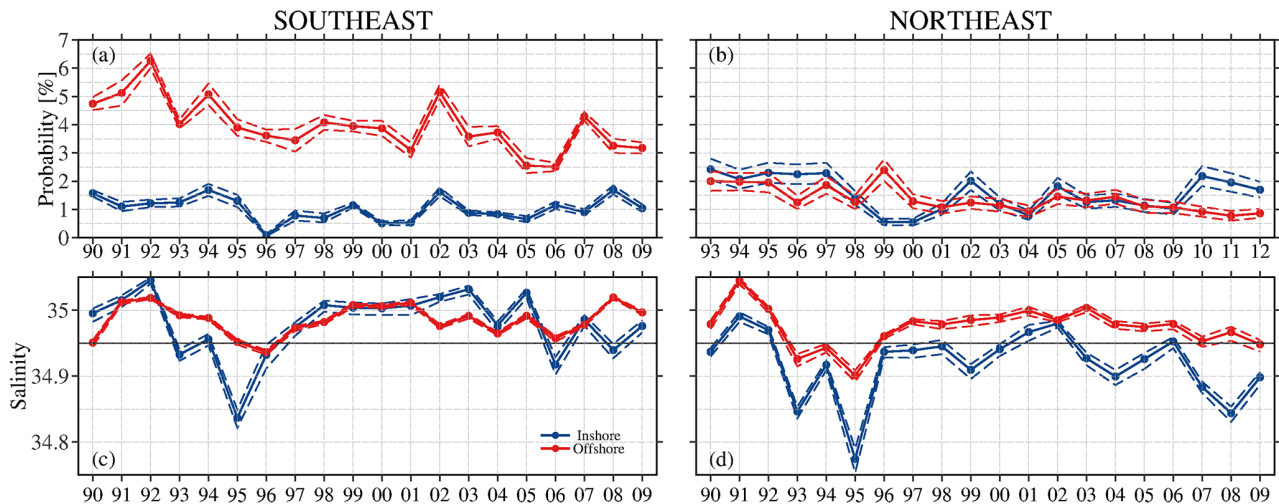 SOUTHEAST
NORTHEAST
(a)
(b)
Probability [%]
7
6
5
4
3
2
1
0
90 91 92 93 94 95 96 97 98 99 00 01 02 03 04 05 06 07 08 09
93 94 95 96 97 98 99 00 01 02 03 04 05 06 07 08 09 10 11 12
Salinity
35
34.9
34.8
Inshore
Offshore
(c)
(d)
90 91 92 93 94 95 96 97 98 99 00 01 02 03 04 05 06 07 08 09
90 91 92 93 94 95 96 97 98 99 00 01 02 03 04 05 06 07 08 09